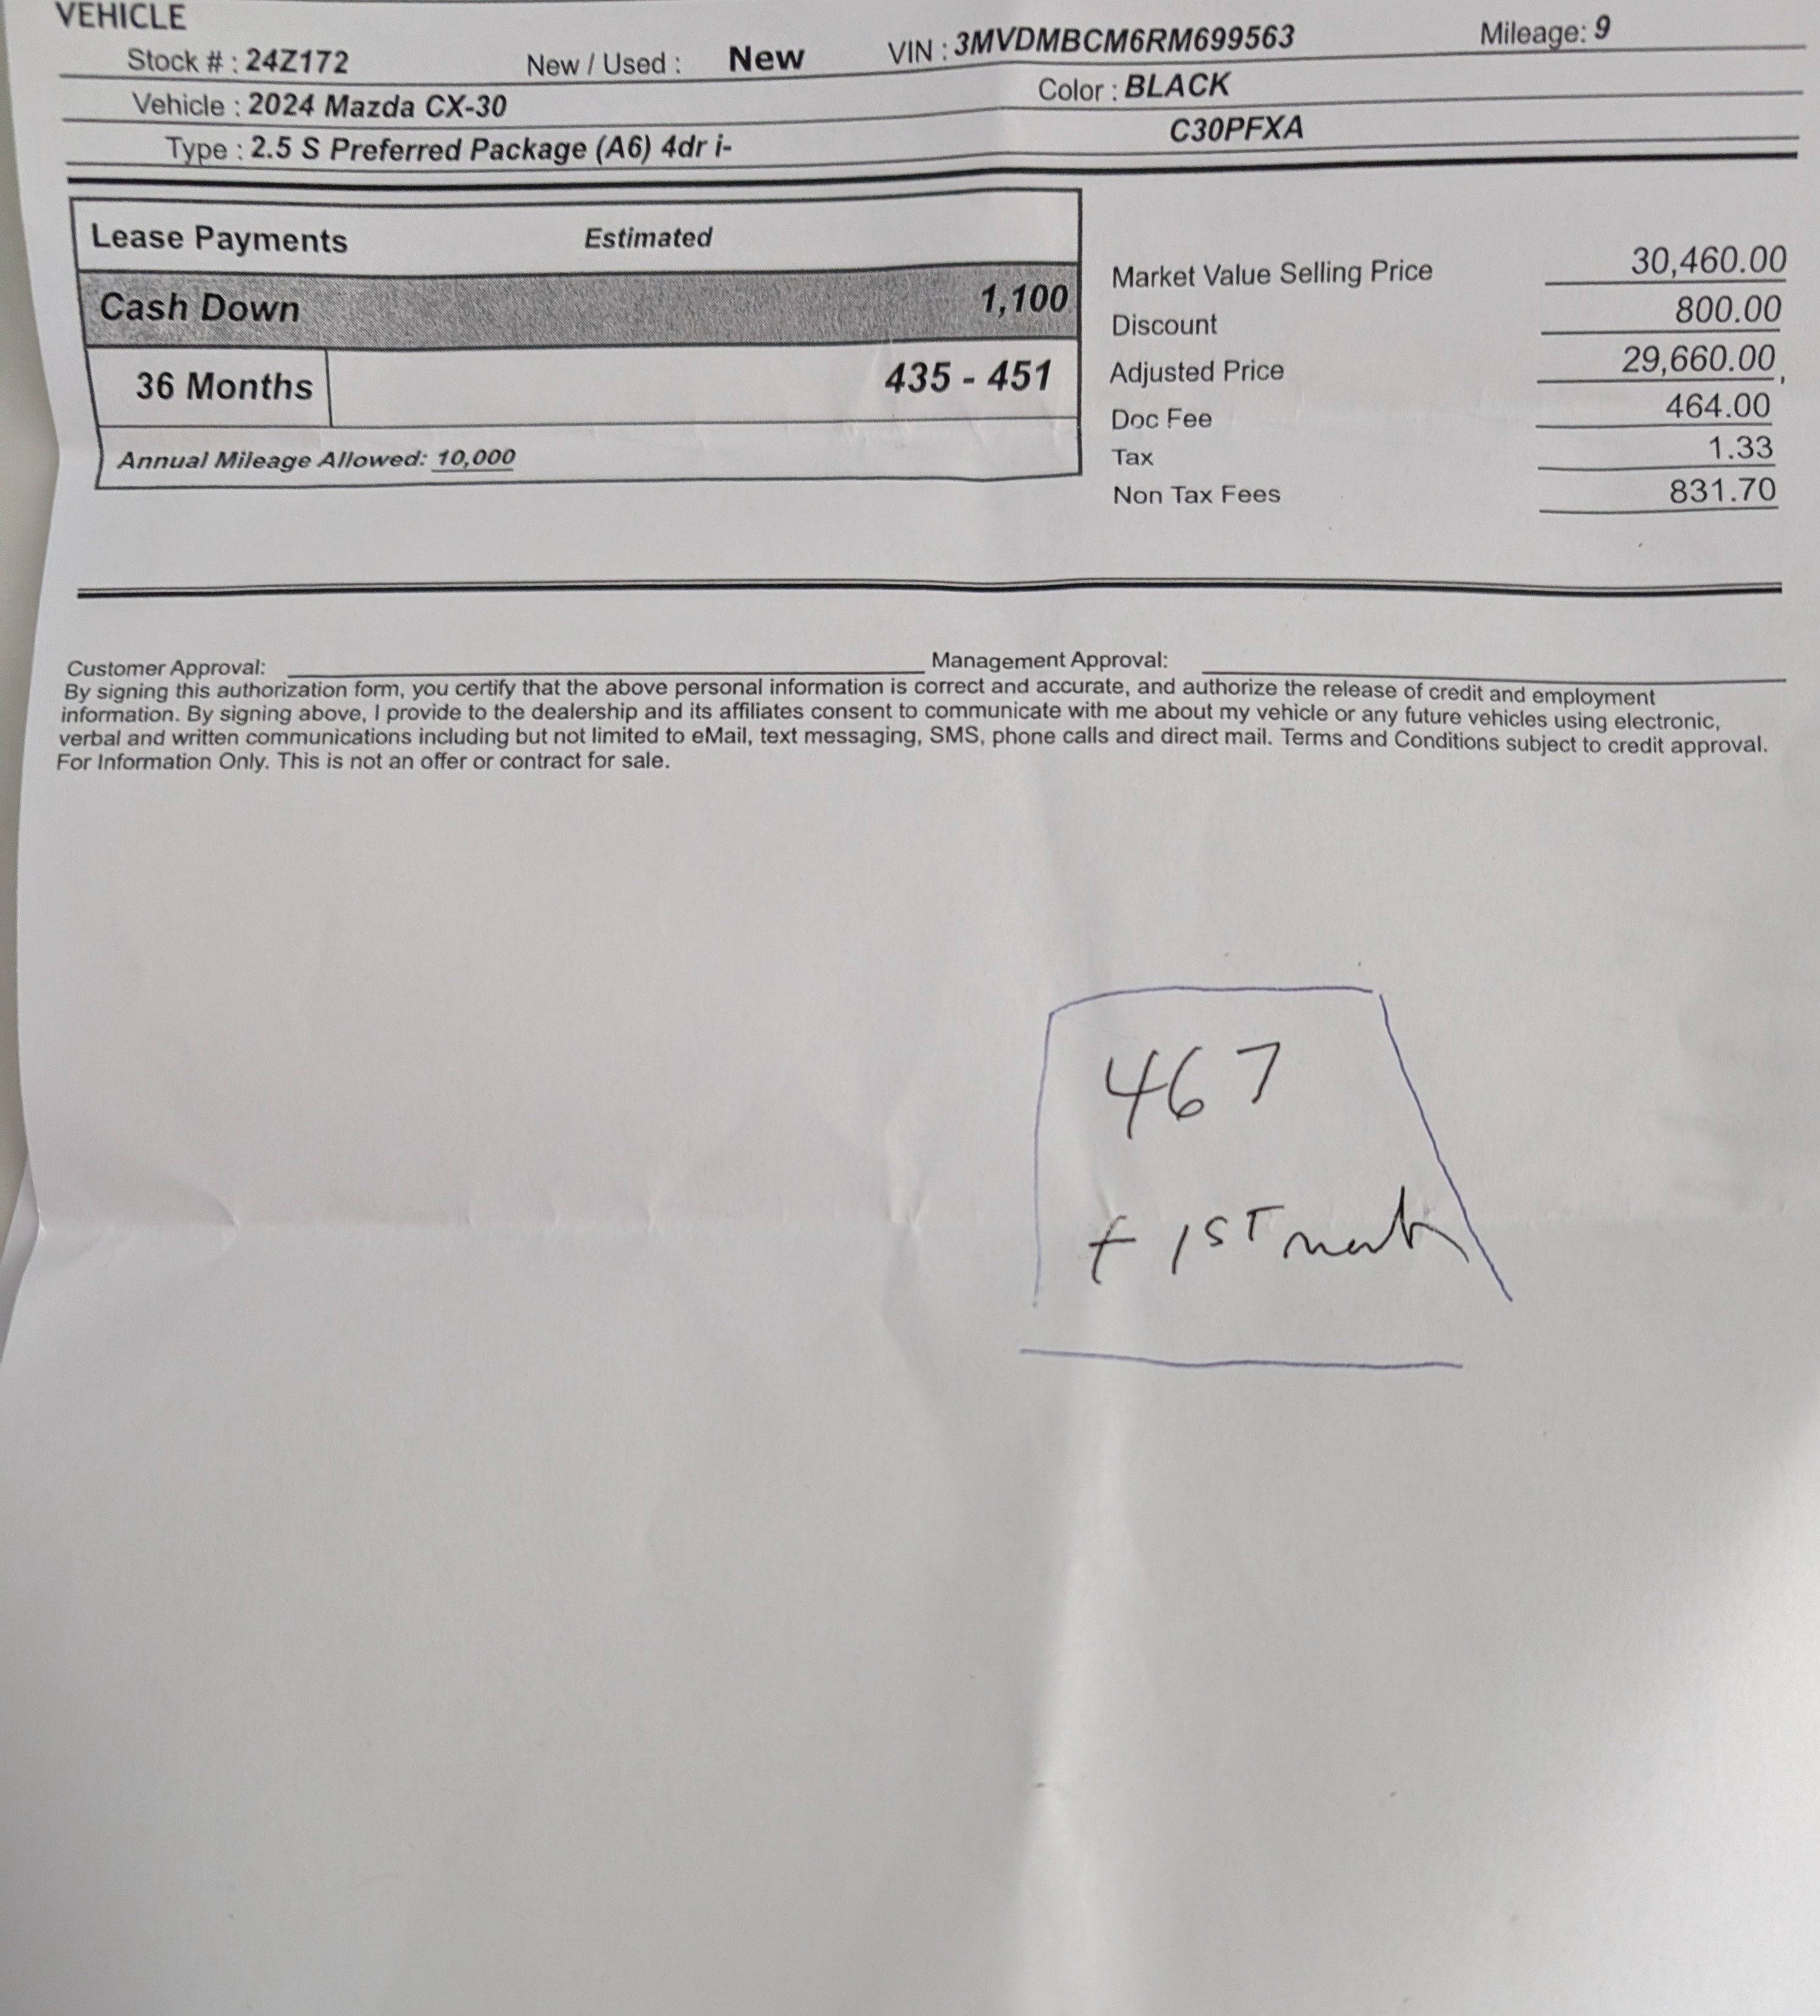 VEHICLE
Stock # : 24Z172 New / Used : New VIN : 3MVDMBCM6RM699563 Mileage: 9
Vehicle : 2024 Mazda CX-30 Color : BLACK
Type : 2.5 S Preferred Package (A6) 4dr i- C30PFXA
Lease Payments Estimated
Cash Down 1,100
36 Months 435 - 451
Annual Mileage Allowed: 10,000
Market Value Selling Price 30,460.00
Discount 800.00
Adjusted Price 29,660.00
Doc Fee 464.00
Tax 1.33
Non Tax Fees 831.70
Customer Approval: Management Approval:
By signing this authorization form, you certify that the above personal information is correct and accurate, and authorize the release of credit and employment
information. By signing above, I provide to the dealership and its affiliates consent to communicate with me about my vehicle or any future vehicles using electronic,
verbal and written communications including but not limited to eMail, text messaging, SMS, phone calls and direct mail. Terms and Conditions subject to credit approval.
For Information Only. This is not an offer or contract for sale.
467
+ 1ST month